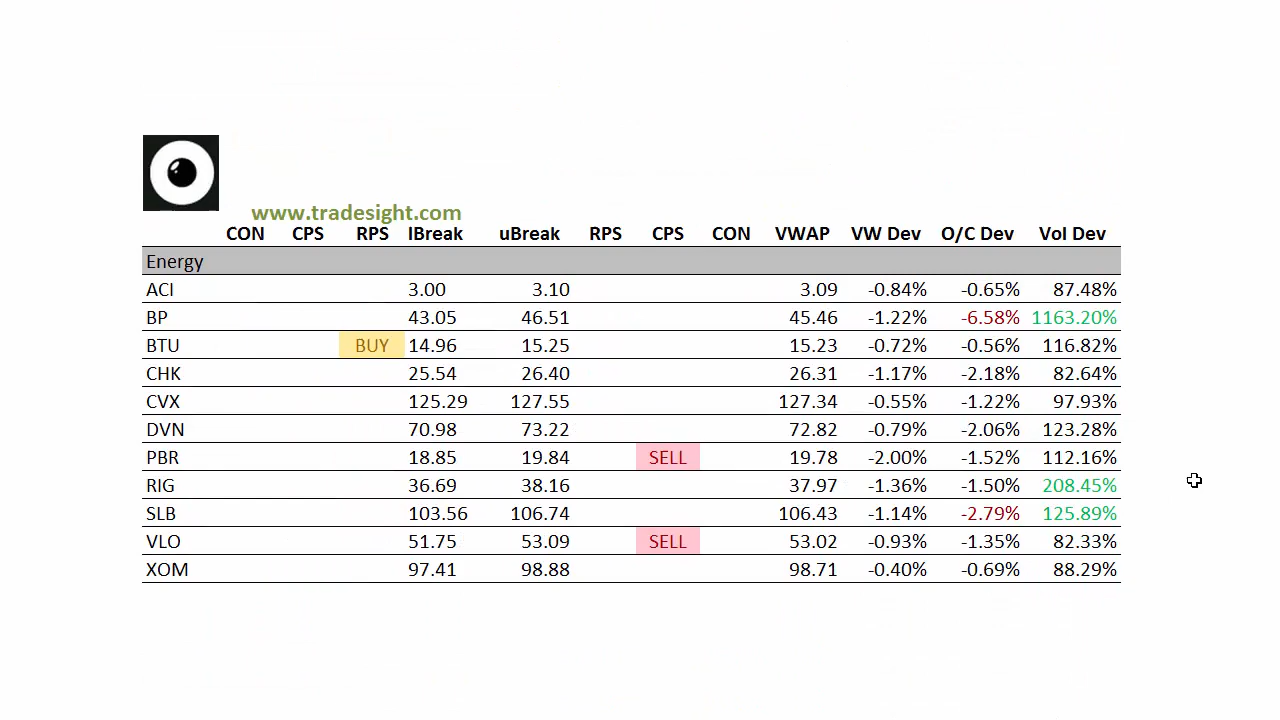 www.tradesight.com
CON CPS RPS lBreak uBreak RPS CPS CON VWAP VW Dev O/C Dev Vol Dev
Energy
ACI 3.00 3.10 3.09 -0.84% -0.65% 87.48%
BP 43.05 46.51 45.46 -1.22% -6.58% 1163.20%
BTU BUY 14.96 15.25 15.23 -0.72% -0.56% 116.82%
CHK 25.54 26.40 26.31 -1.17% -2.18% 82.64%
CVX 125.29 127.55 127.34 -0.55% -1.22% 97.93%
DVN 70.98 73.22 72.82 -0.79% -2.06% 123.28%
PBR 18.85 19.84 SELL 19.78 -2.00% -1.52% 112.16%
RIG 36.69 38.16 37.97 -1.36% -1.50% 208.45%
SLB 103.56 106.74 106.43 -1.14% -2.79% 125.89%
VLO 51.75 53.09 SELL 53.02 -0.93% -1.35% 82.33%
XOM 97.41 98.88 98.71 -0.40% -0.69% 88.29%